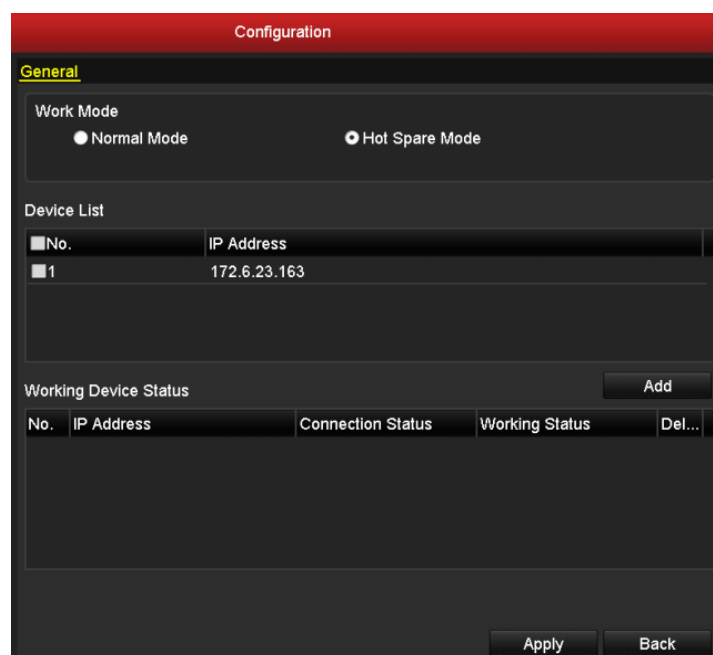 Configuration
General
Work Mode
Normal Mode Hot Spare Mode
Device List
No. IP Address
1 172.6.23.163
Add
Working Device Status
No. IP Address Connection Status Working Status Del...
Apply Back